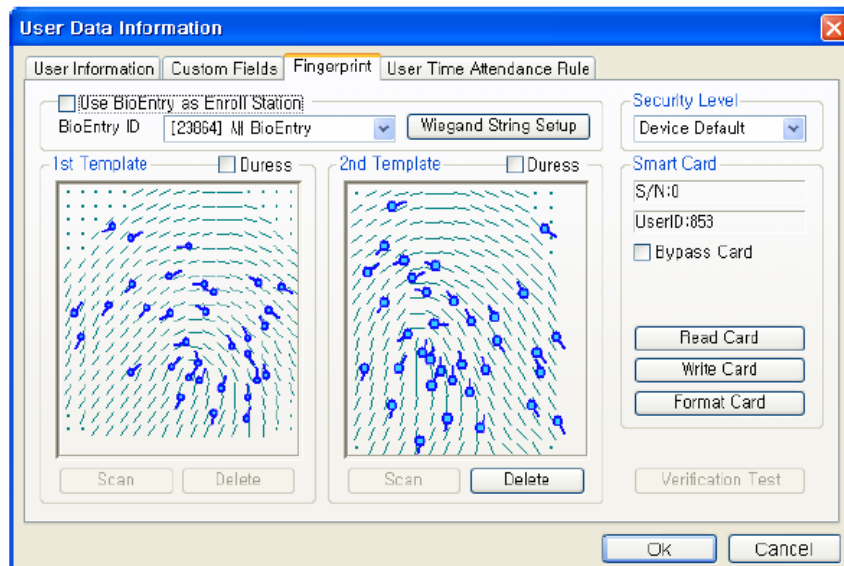 User Data Information
User Information Custom Fields Fingerprint User Time Attendance Rule
Use BioEntry as Enroll Station
BioEntry ID [23864] 새 BioEntry Wiegand String Setup
Security Level
Device Default
1st Template Duress
2nd Template Duress
Smart Card
S/N:0
UserID:853
Bypass Card
Read Card
Write Card
Format Card
Scan Delete
Scan Delete
Verification Test
Ok Cancel